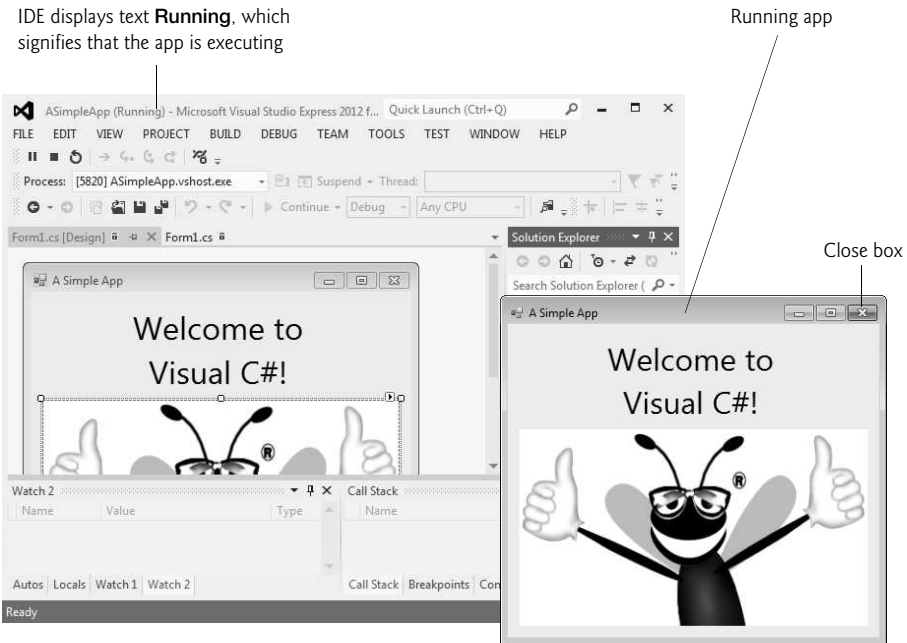 IDE displays text Running, which
signifies that the app is executing
Running app
ASimpleApp (Running) - Microsoft Visual Studio Express 2012 f...
Quick Launch (Ctrl+Q)
FILE EDIT VIEW PROJECT BUILD DEBUG TEAM TOOLS TEST WINDOW HELP
Process: [5820] ASimpleApp.vshost.exe Suspend Thread:
Continue Debug Any CPU
Form1.cs [Design] Form1.cs
Solution Explorer
Close box
Search Solution Explorer (
A Simple App
Welcome to
Visual C#!
®
A Simple App
Welcome to
Visual C#!
®
Watch 2
Name Value Type
Autos Locals Watch 1 Watch 2
Call Stack
Name
Call Stack Breakpoints Con
Ready